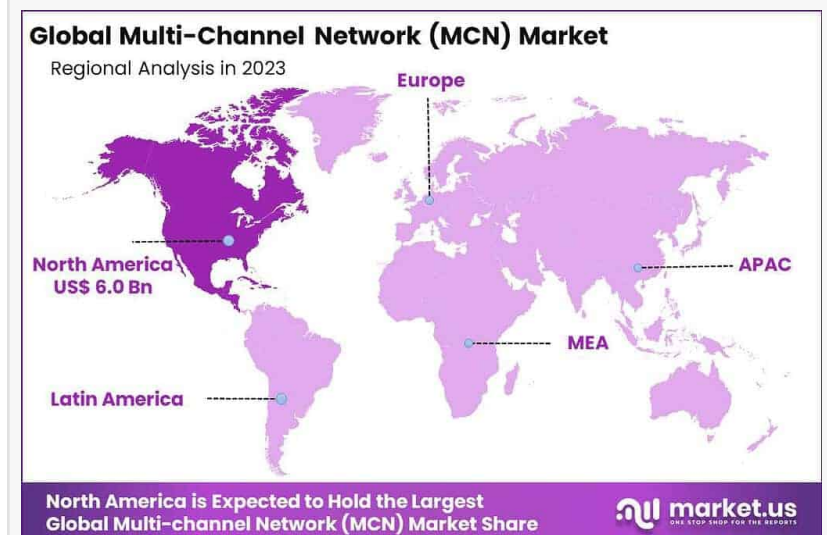 Global Multi-Channel Network (MCN) Market
Regional Analysis in 2023
Europe
North America
US$ 6.0 Bn
APAC
MEA
Latin America
North America is Expected to Hold the Largest
Global Multi-channel Network (MCN) Market Share
market.us
ONE STOP SHOP FOR THE REPORTS